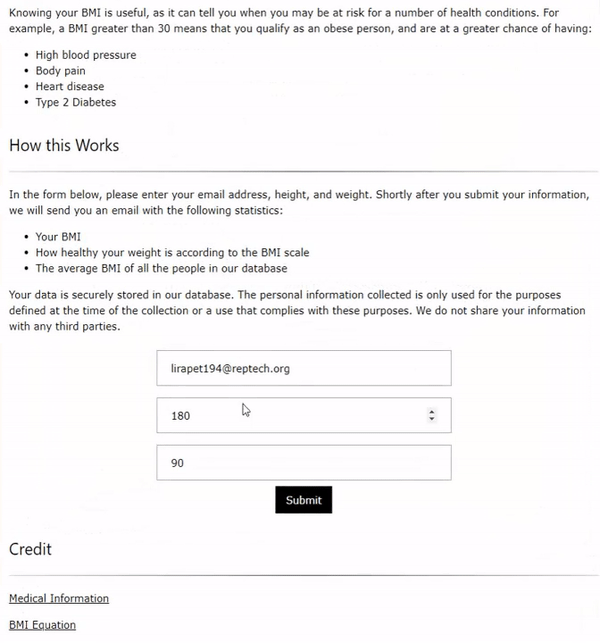 Knowing your BMI is useful, as it can tell you when you may be at risk for a number of health conditions. For
example, a BMI greater than 30 means that you qualify as an obese person, and are at a greater chance of having:
• High blood pressure
• Body pain
• Heart disease
• Type 2 Diabetes
How this Works
In the form below, please enter your email address, height, and weight. Shortly after you submit your information,
we will send you an email with the following statistics:
• Your BMI
• How healthy your weight is according to the BMI scale
• The average BMI of all the people in our database
Your data is securely stored in our database. The personal information collected is only used for the purposes
defined at the time of the collection or a use that complies with these purposes. We do not share your information
with any third parties.
lirapet194@reptech.org
180
90
Submit
Credit
Medical Information
BMI Equation